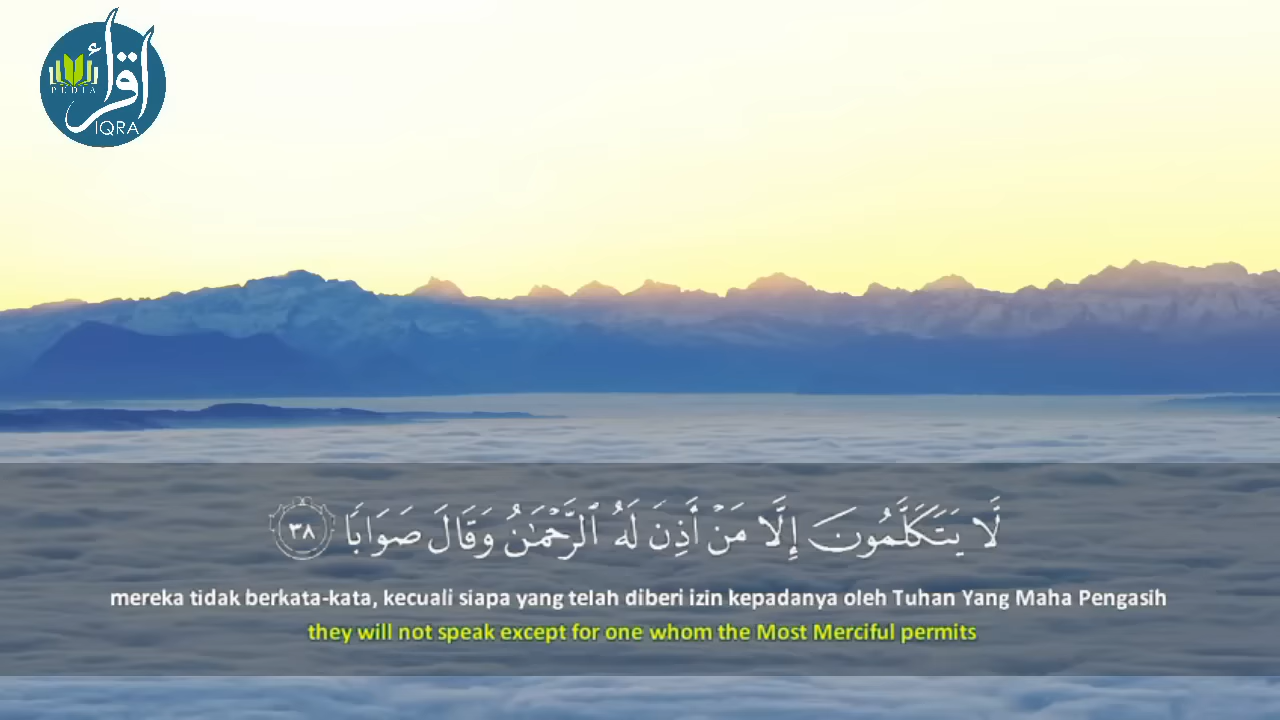 اقرأ
PEDIA
IQRA
لَّا يَتَكَلَّمُونَ إِلَّا مَنْ أَذِنَ لَهُ ٱلرَّحْمَٰنُ وَقَالَ صَوَابًا ٣٨
mereka tidak berkata-kata, kecuali siapa yang telah diberi izin kepadanya oleh Tuhan Yang Maha Pengasih
they will not speak except for one whom the Most Merciful permits